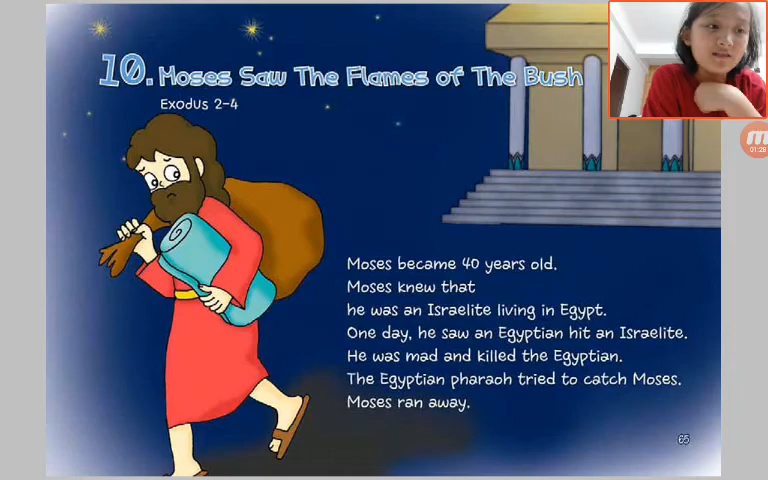 10. Moses Saw The Flames of The Bush
Exodus 2-4
Moses became 40 years old.
Moses knew that
he was an Israelite living in Egypt.
One day, he saw an Egyptian hit an Israelite.
He was mad and killed the Egyptian.
The Egyptian pharaoh tried to catch Moses.
Moses ran away.
65
01:28